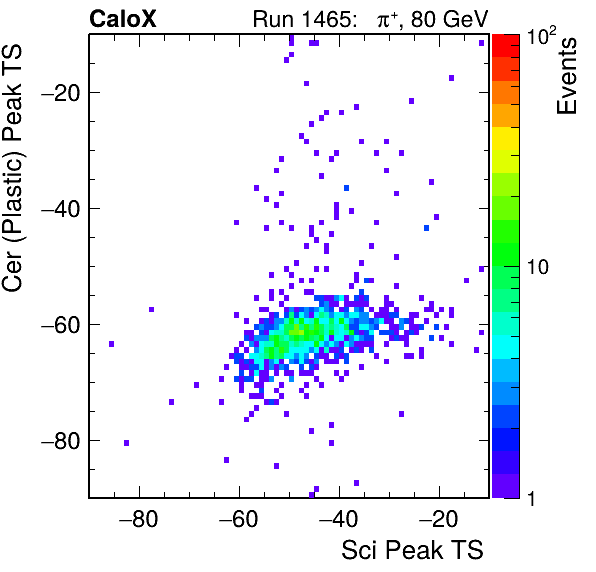 CaloX Run 1465: π⁺, 80 GeV
10²
10
1
Events
Cer (Plastic) Peak TS
−20
−40
−60
−80
−80 −60 −40 −20
Sci Peak TS